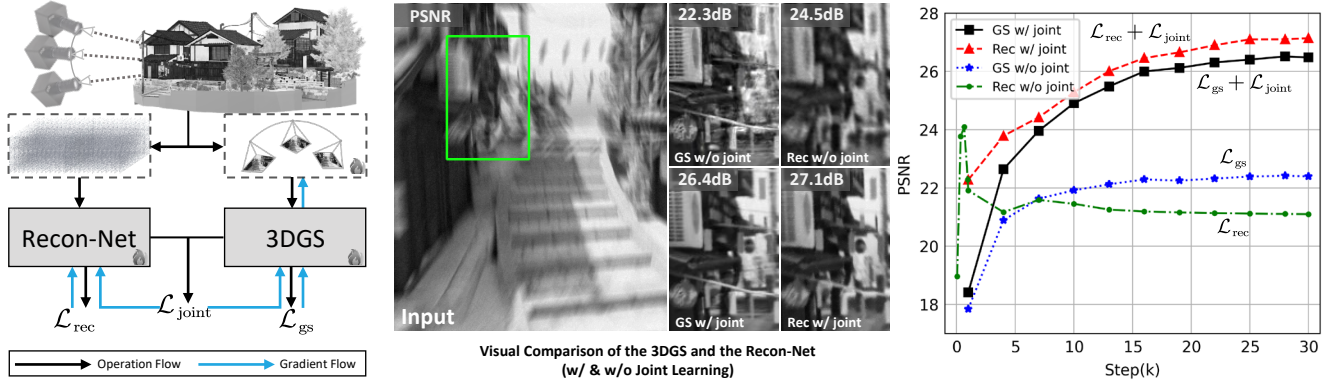 Recon-Net
3DGS
ℒrec
ℒjoint
ℒgs
Operation Flow
Gradient Flow
PSNR
Input
22.3dB
GS w/o joint
24.5dB
Rec w/o joint
26.4dB
GS w/ joint
27.1dB
Rec w/ joint
Visual Comparison of the 3DGS and the Recon-Net
(w/ & w/o Joint Learning)
28
26
24
22
20
18
PSNR
GS w/ joint
Rec w/ joint
GS w/o joint
Rec w/o joint
ℒrec + ℒjoint
ℒgs + ℒjoint
ℒgs
ℒrec
0 5 10 15 20 25 30
Step(k)